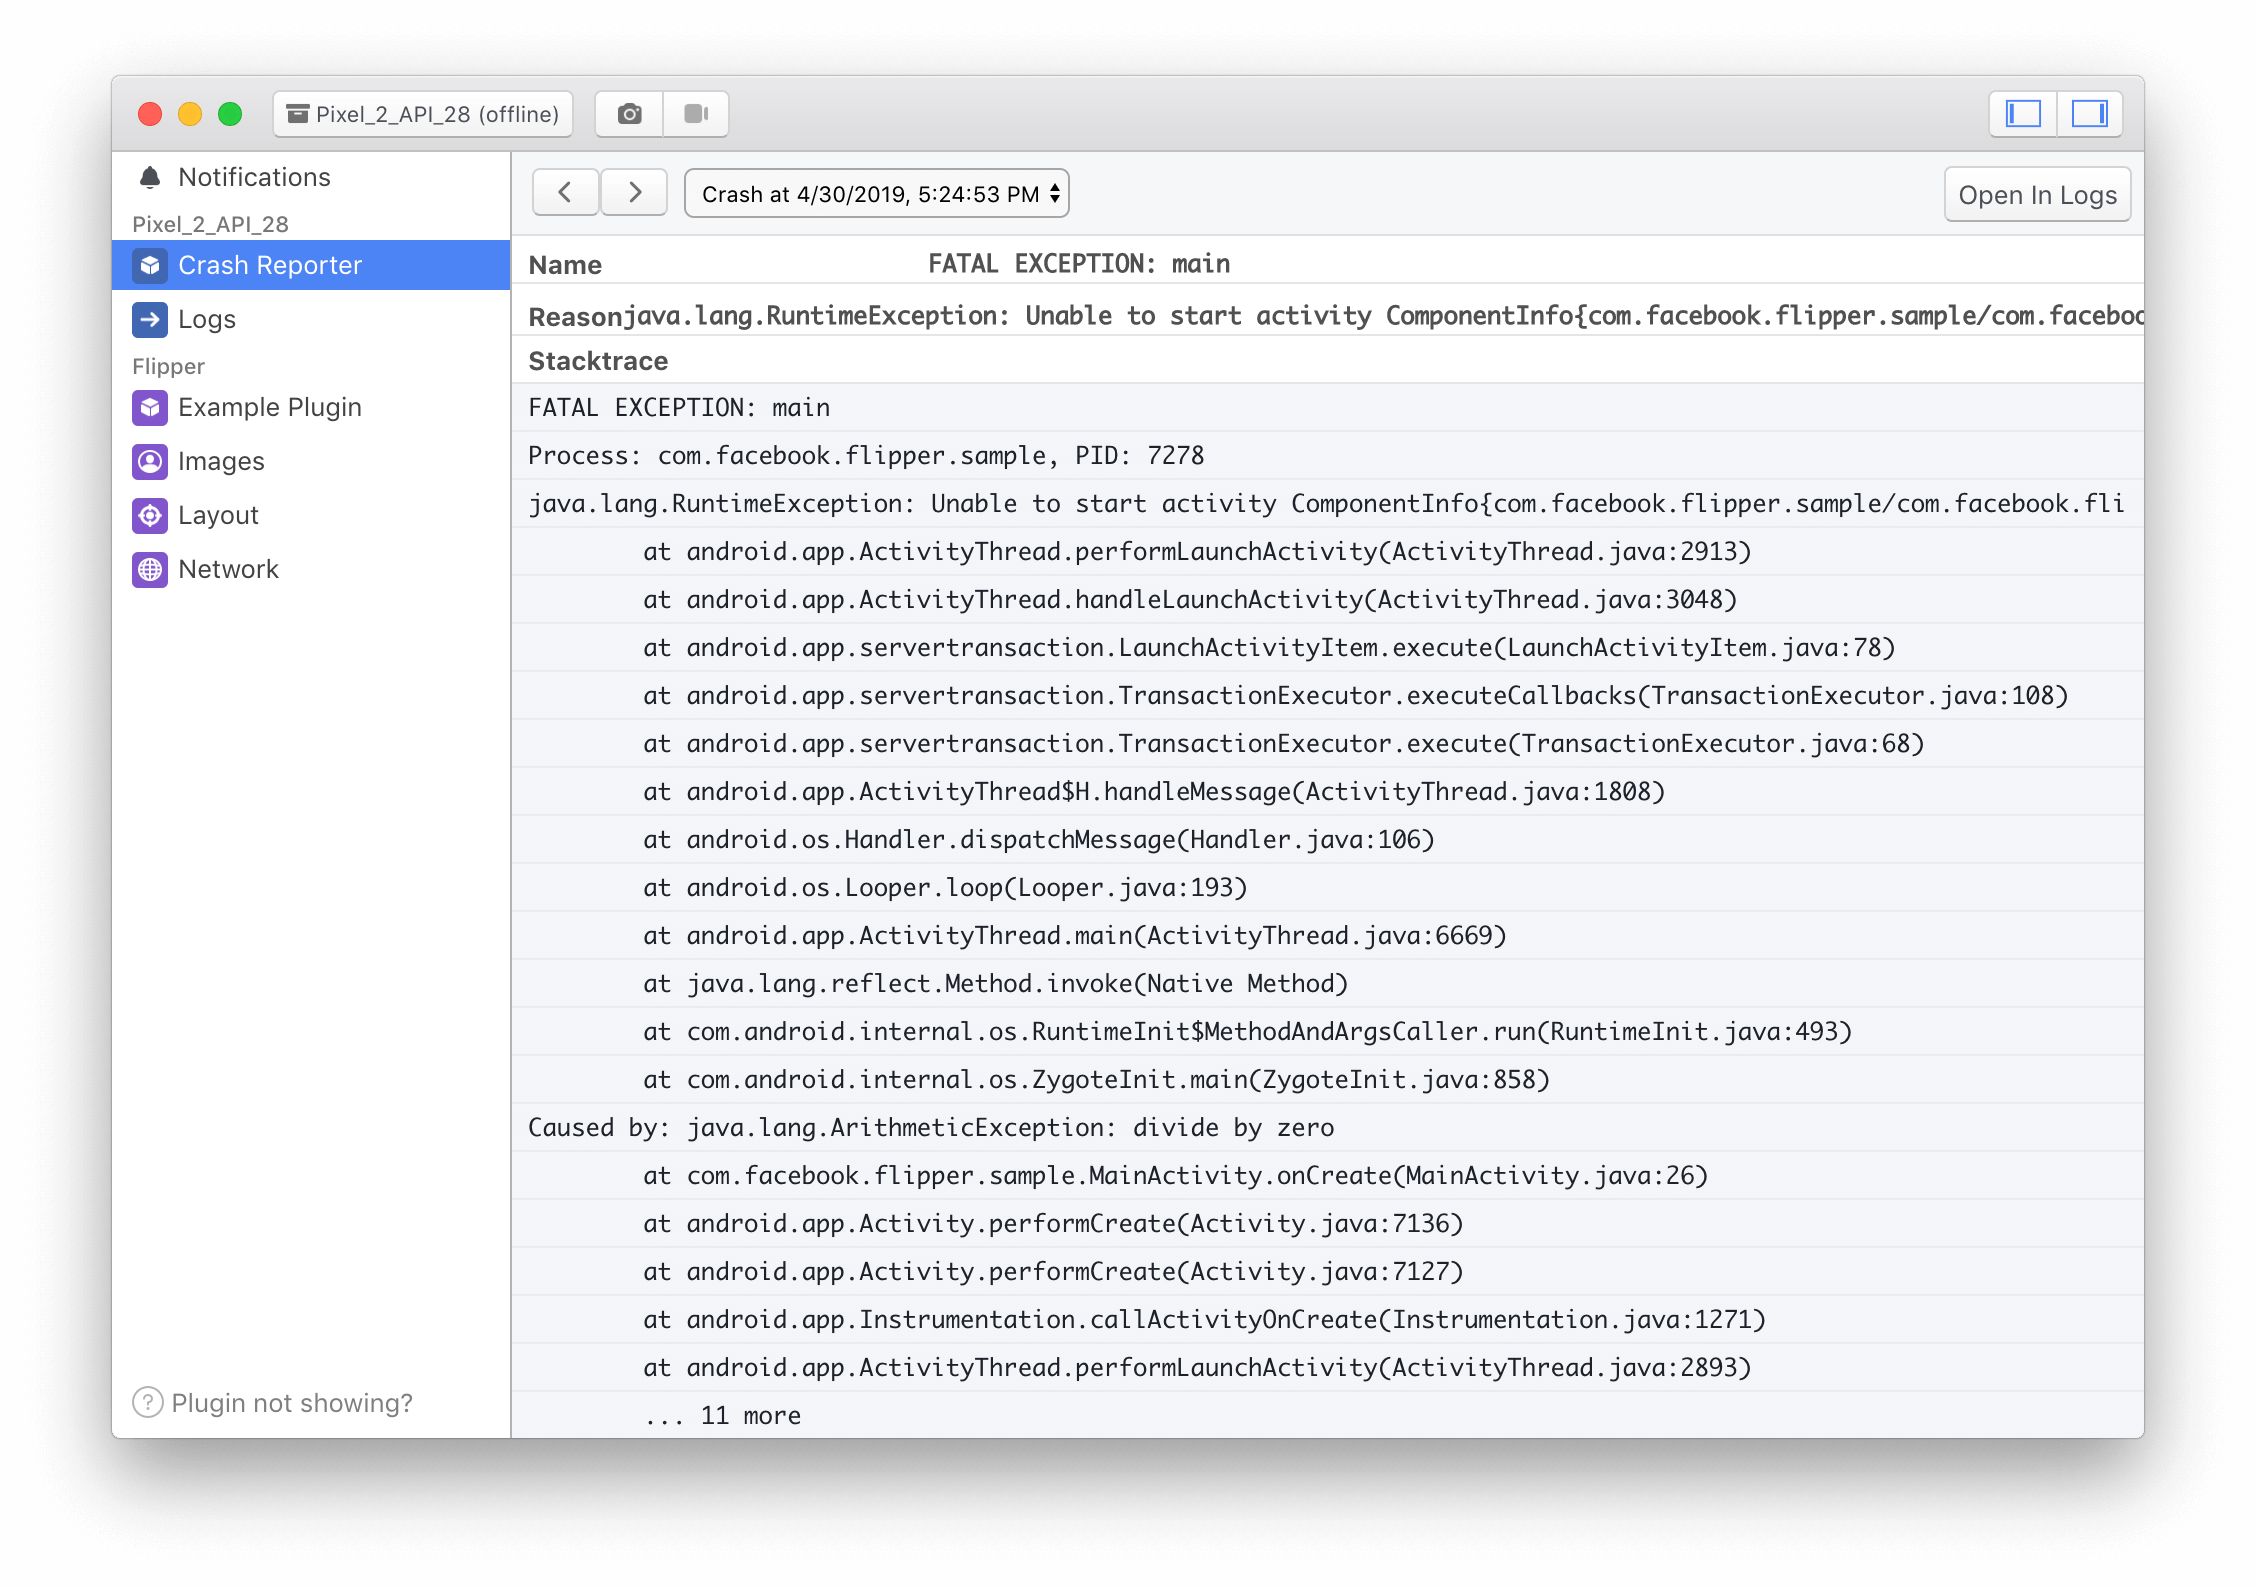 Pixel_2_API_28 (offline)
Notifications
Pixel_2_API_28
Crash Reporter
Logs
Flipper
Example Plugin
Images
Layout
Network
? Plugin not showing?
Crash at 4/30/2019, 5:24:53 PM
Open In Logs
Name FATAL EXCEPTION: main
Reason java.lang.RuntimeException: Unable to start activity ComponentInfo{com.facebook.flipper.sample/com.faceboo
Stacktrace
FATAL EXCEPTION: main
Process: com.facebook.flipper.sample, PID: 7278
java.lang.RuntimeException: Unable to start activity ComponentInfo{com.facebook.flipper.sample/com.facebook.fli
at android.app.ActivityThread.performLaunchActivity(ActivityThread.java:2913)
at android.app.ActivityThread.handleLaunchActivity(ActivityThread.java:3048)
at android.app.servertransaction.LaunchActivityItem.execute(LaunchActivityItem.java:78)
at android.app.servertransaction.TransactionExecutor.executeCallbacks(TransactionExecutor.java:108)
at android.app.servertransaction.TransactionExecutor.execute(TransactionExecutor.java:68)
at android.app.ActivityThread$H.handleMessage(ActivityThread.java:1808)
at android.os.Handler.dispatchMessage(Handler.java:106)
at android.os.Looper.loop(Looper.java:193)
at android.app.ActivityThread.main(ActivityThread.java:6669)
at java.lang.reflect.Method.invoke(Native Method)
at com.android.internal.os.RuntimeInit$MethodAndArgsCaller.run(RuntimeInit.java:493)
at com.android.internal.os.ZygoteInit.main(ZygoteInit.java:858)
Caused by: java.lang.ArithmeticException: divide by zero
at com.facebook.flipper.sample.MainActivity.onCreate(MainActivity.java:26)
at android.app.Activity.performCreate(Activity.java:7136)
at android.app.Activity.performCreate(Activity.java:7127)
at android.app.Instrumentation.callActivityOnCreate(Instrumentation.java:1271)
at android.app.ActivityThread.performLaunchActivity(ActivityThread.java:2893)
... 11 more